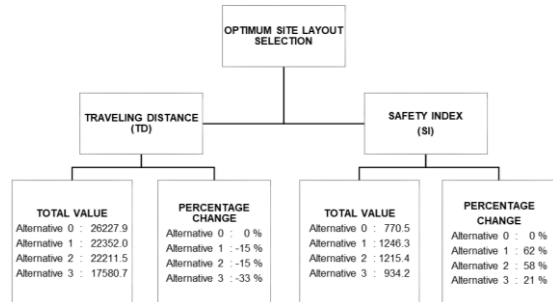 OPTIMUM SITE LAYOUT
SELECTION
TRAVELING DISTANCE
(TD)
SAFETY INDEX
(SI)
TOTAL VALUE
Alternative 0 : 26227.9
Alternative 1 : 22352.0
Alternative 2 : 22211.5
Alternative 3 : 17580.7
PERCENTAGE
CHANGE
Alternative 0 : 0 %
Alternative 1 : -15 %
Alternative 2 : -15 %
Alternative 3 : -33 %
TOTAL VALUE
Alternative 0 : 770.5
Alternative 1 : 1246.3
Alternative 2 : 1215.4
Alternative 3 : 934.2
PERCENTAGE
CHANGE
Alternative 0 : 0 %
Alternative 1 : 62 %
Alternative 2 : 58 %
Alternative 3 : 21 %